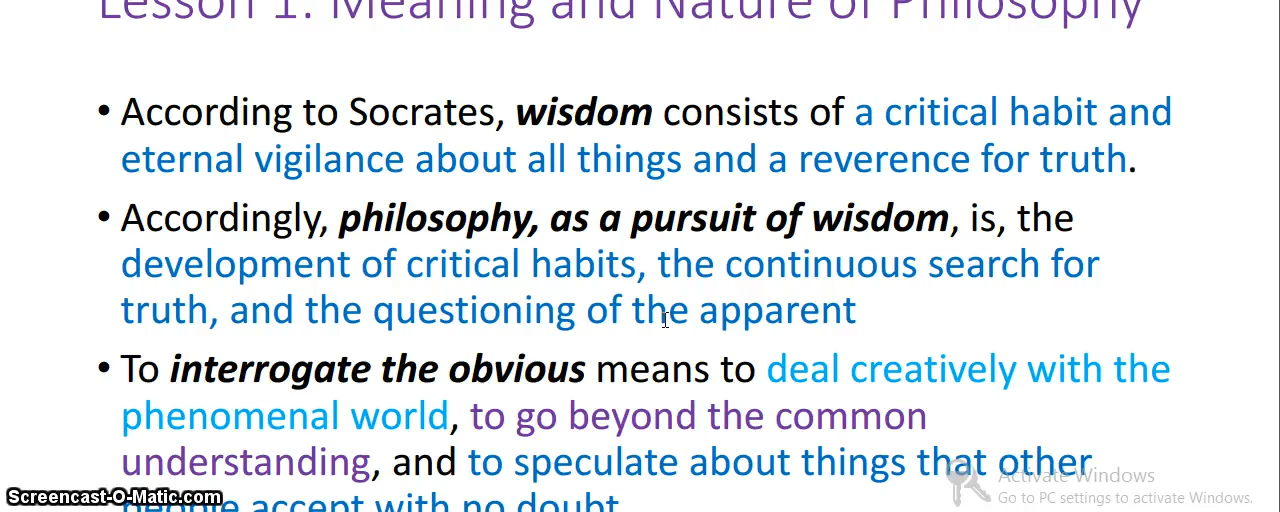 Lesson 1: Meaning and Nature of Philosophy
• According to Socrates, wisdom consists of a critical habit and
eternal vigilance about all things and a reverence for truth.
• Accordingly, philosophy, as a pursuit of wisdom, is, the
development of critical habits, the continuous search for
truth, and the questioning of the apparent
• To interrogate the obvious means to deal creatively with the
phenomenal world, to go beyond the common
understanding, and to speculate about things that other
people accept with no doubt
Activate Windows
Go to PC settings to activate Windows.
Screencast-O-Matic.com